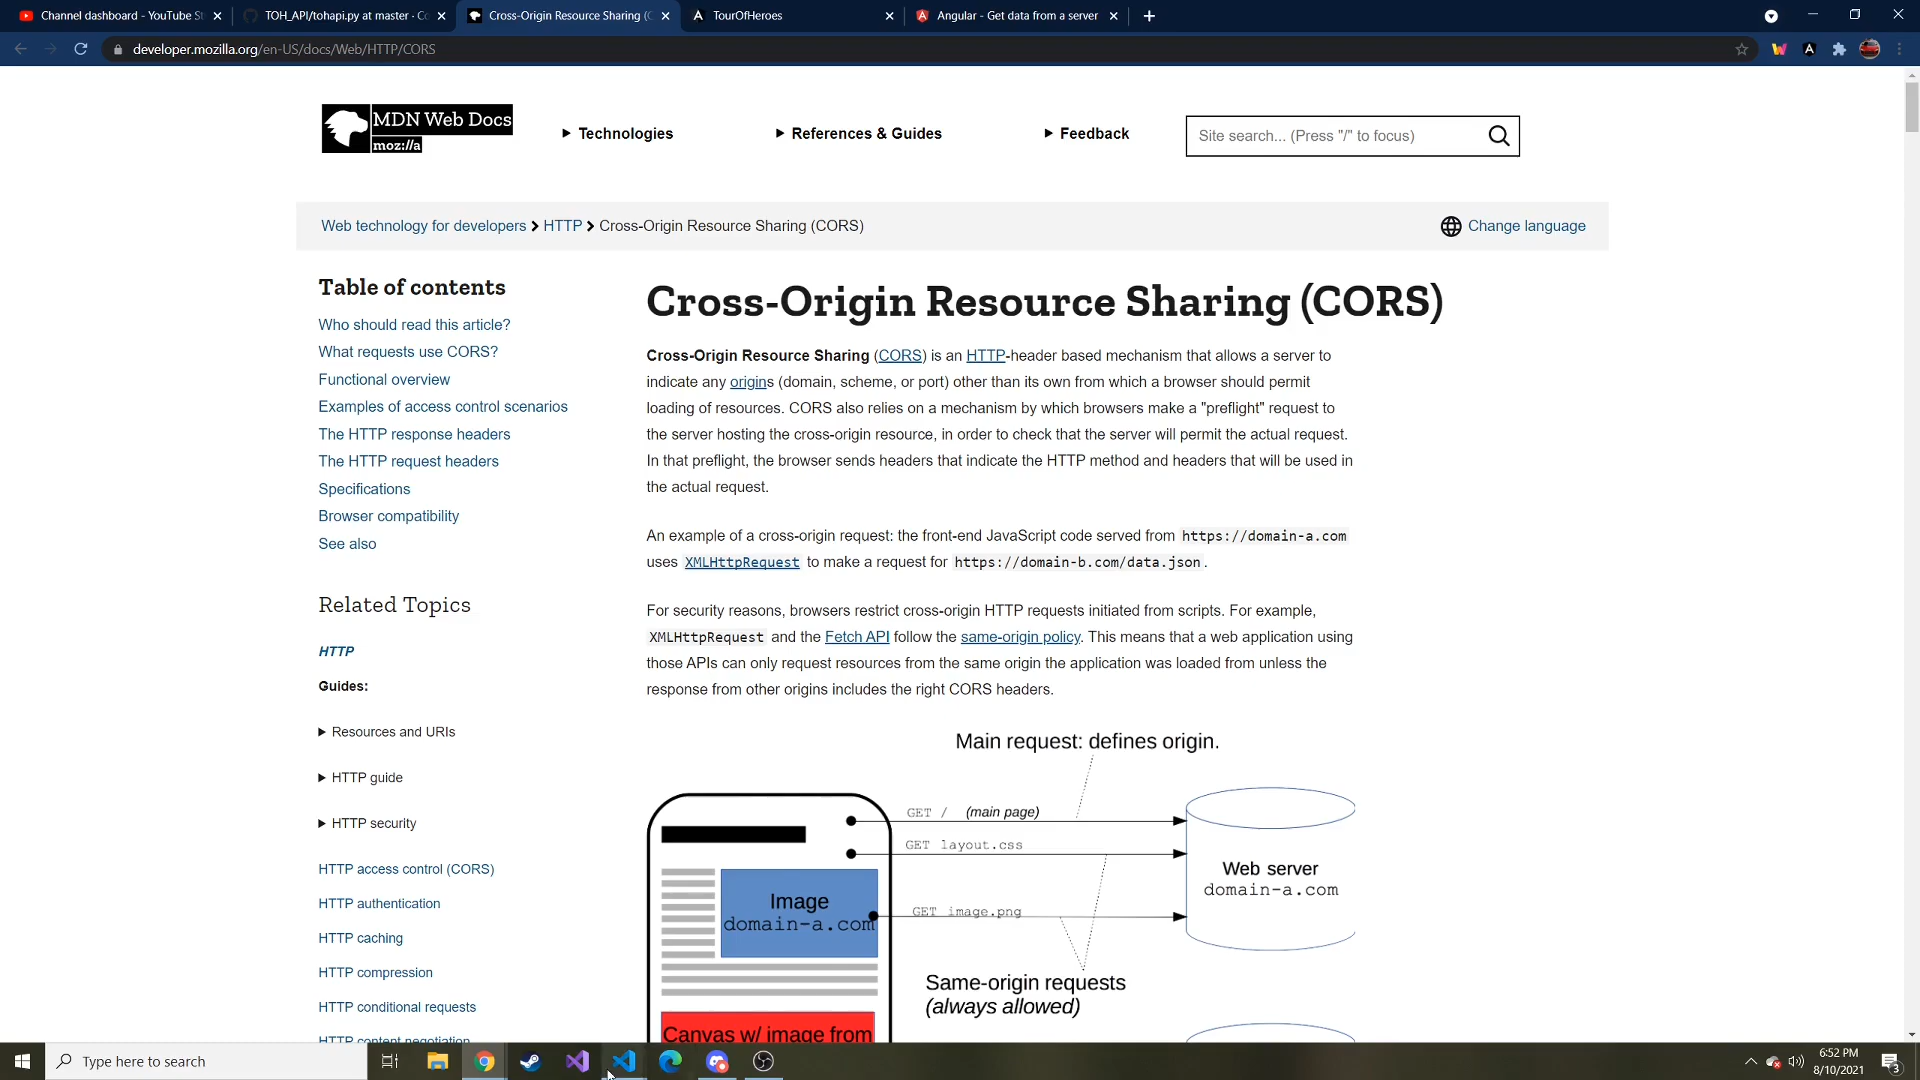 Channel dashboard - YouTube St
TOH_API/tohapi.py at master · Co
Cross-Origin Resource Sharing (C
TourOfHeroes
Angular - Get data from a server
developer.mozilla.org/en-US/docs/Web/HTTP/CORS
MDN Web Docs
moz://a
Technologies
References & Guides
Feedback
Site search... (Press "/" to focus)
Web technology for developers
HTTP
Cross-Origin Resource Sharing (CORS)
Change language
Table of contents
Who should read this article?
What requests use CORS?
Functional overview
Examples of access control scenarios
The HTTP response headers
The HTTP request headers
Specifications
Browser compatibility
See also
Related Topics
HTTP
Guides:
Resources and URIs
HTTP guide
HTTP security
HTTP access control (CORS)
HTTP authentication
HTTP caching
HTTP compression
HTTP conditional requests
HTTP content negotiation
Cross-Origin Resource Sharing (CORS)
Cross-Origin Resource Sharing (CORS) is an HTTP-header based mechanism that allows a server to
indicate any origins (domain, scheme, or port) other than its own from which a browser should permit
loading of resources. CORS also relies on a mechanism by which browsers make a "preflight" request to
the server hosting the cross-origin resource, in order to check that the server will permit the actual request.
In that preflight, the browser sends headers that indicate the HTTP method and headers that will be used in
the actual request.
An example of a cross-origin request: the front-end JavaScript code served from https://domain-a.com
uses XMLHttpRequest to make a request for https://domain-b.com/data.json.
For security reasons, browsers restrict cross-origin HTTP requests initiated from scripts. For example,
XMLHttpRequest and the Fetch API follow the same-origin policy. This means that a web application using
those APIs can only request resources from the same origin the application was loaded from unless the
response from other origins includes the right CORS headers.
Main request: defines origin.
GET / (main page)
GET layout.css
GET image.png
Image
domain-a.com
Web server
domain-a.com
Same-origin requests
(always allowed)
Canvas w/ image from
Type here to search
6:52 PM
8/10/2021
3